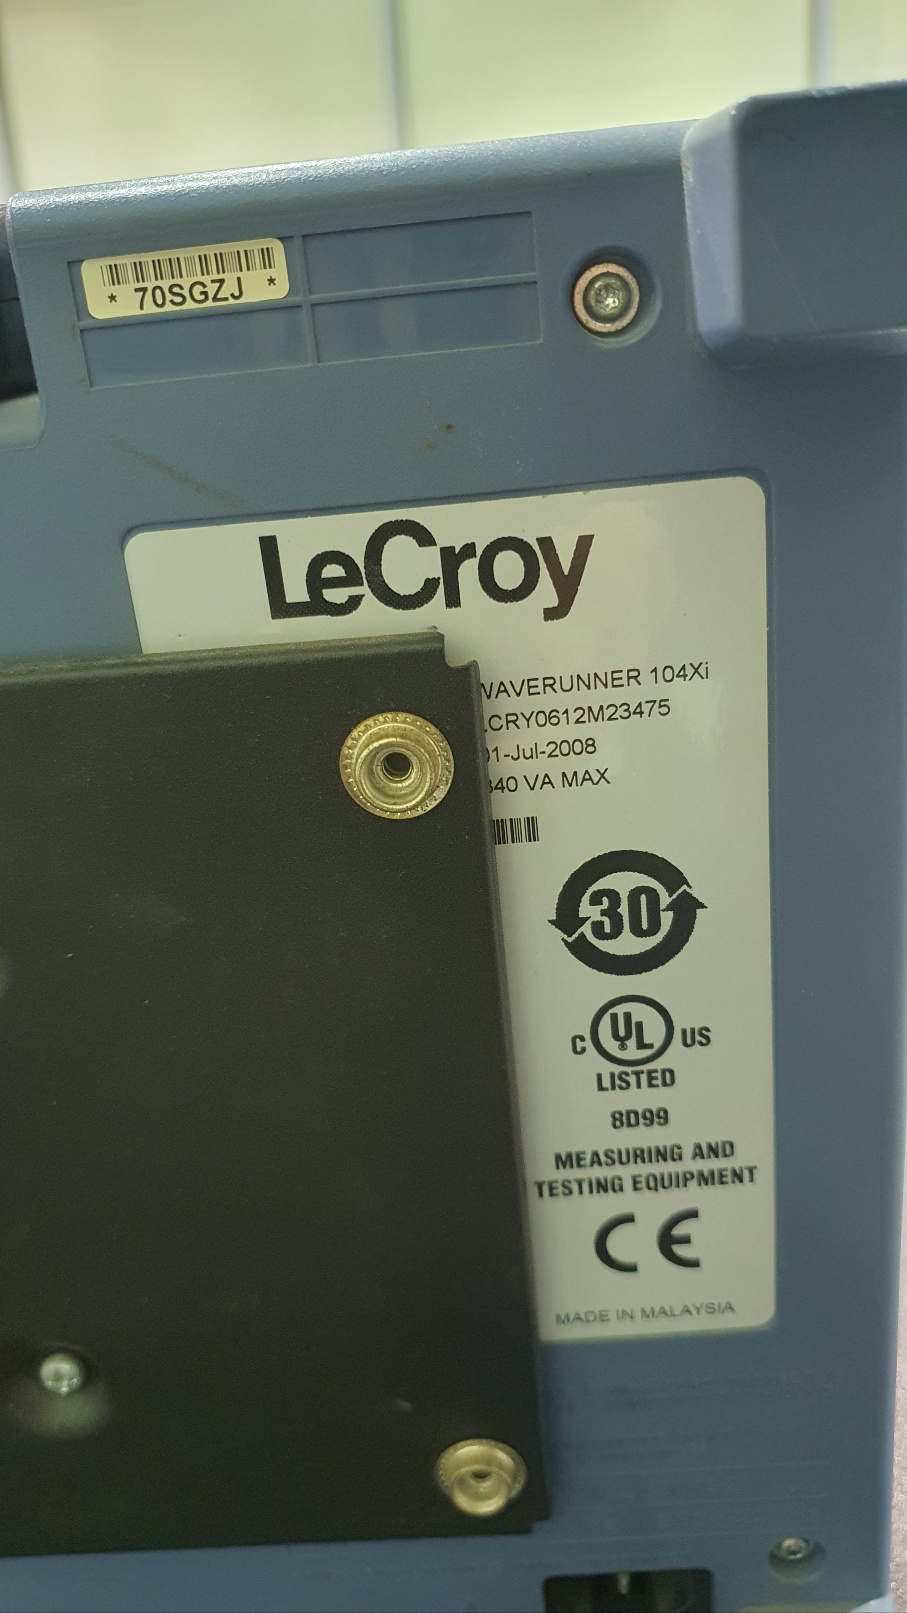 * 70SGZJ *
LeCroy
WAVERUNNER 104Xi
LCRY0612M23475
01-Jul-2008
340 VA MAX
30
C UL US
LISTED
8D99
MEASURING AND
TESTING EQUIPMENT
CE
MADE IN MALAYSIA